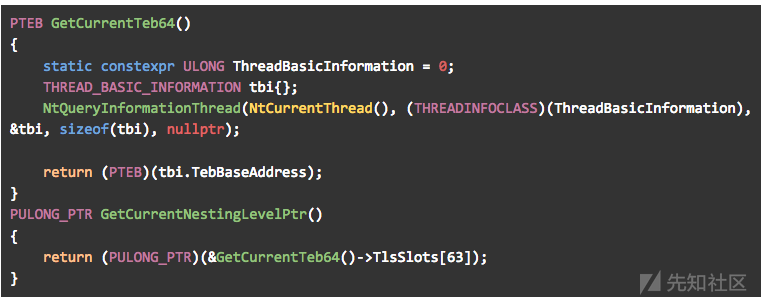 PTEB GetCurrentTeb64()
{
    static constexpr ULONG ThreadBasicInformation = 0;
    THREAD_BASIC_INFORMATION tbi{};
    NtQueryInformationThread(NtCurrentThread(), (THREADINFOCLASS)(ThreadBasicInformation),
&tbi, sizeof(tbi), nullptr);

    return (PTEB)(tbi.TebBaseAddress);
}
PULONG_PTR GetCurrentNestingLevelPtr()
{
    return (PULONG_PTR)(&GetCurrentTeb64()->TlsSlots[63]);
}
先知社区